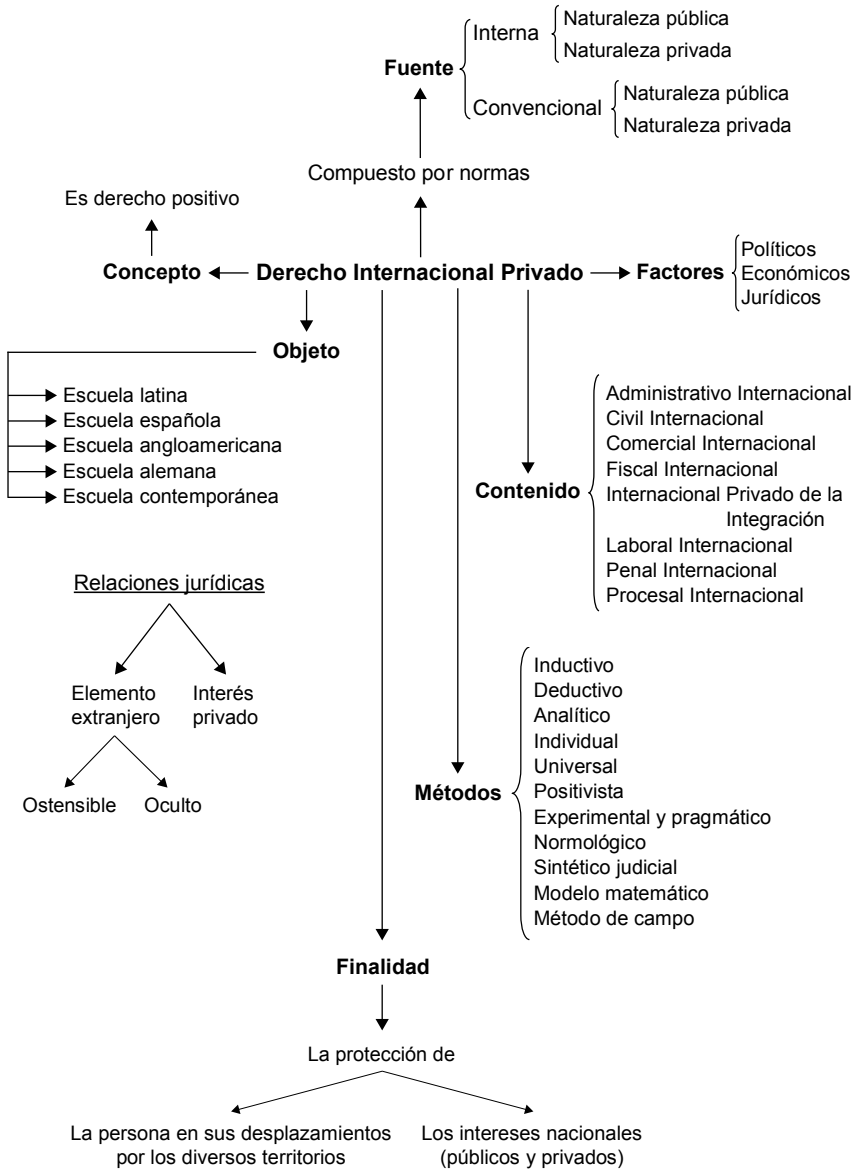 Fuente
Interna
Naturaleza pública
Naturaleza privada
Convencional
Naturaleza pública
Naturaleza privada
Compuesto por normas
Es derecho positivo
Concepto
Derecho Internacional Privado
Factores
Políticos
Económicos
Jurídicos
Objeto
Escuela latina
Escuela española
Escuela angloamericana
Escuela alemana
Escuela contemporánea
Contenido
Administrativo Internacional
Civil Internacional
Comercial Internacional
Fiscal Internacional
Internacional Privado de la
Integración
Laboral Internacional
Penal Internacional
Procesal Internacional
Relaciones jurídicas
Elemento
extranjero
Interés
privado
Ostensible
Oculto
Métodos
Inductivo
Deductivo
Analítico
Individual
Universal
Positivista
Experimental y pragmático
Normológico
Sintético judicial
Modelo matemático
Método de campo
Finalidad
La protección de
La persona en sus desplazamientos
por los diversos territorios
Los intereses nacionales
(públicos y privados)